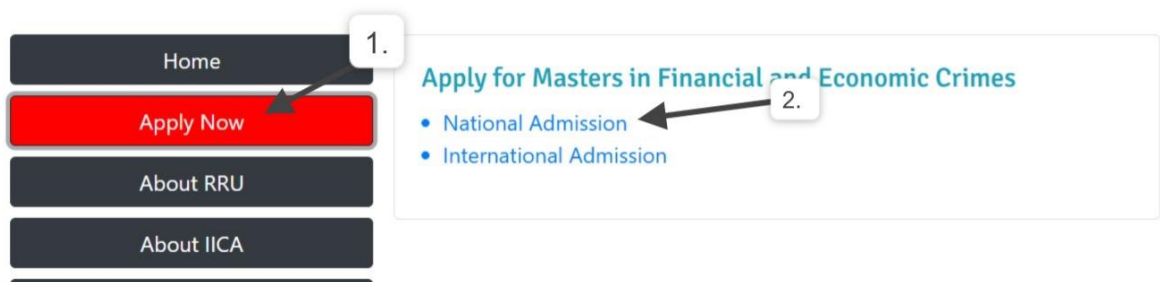 Home
1.
Apply Now
About RRU
About IICA
Apply for Masters in Financial and Economic Crimes
2.
• National Admission
• International Admission